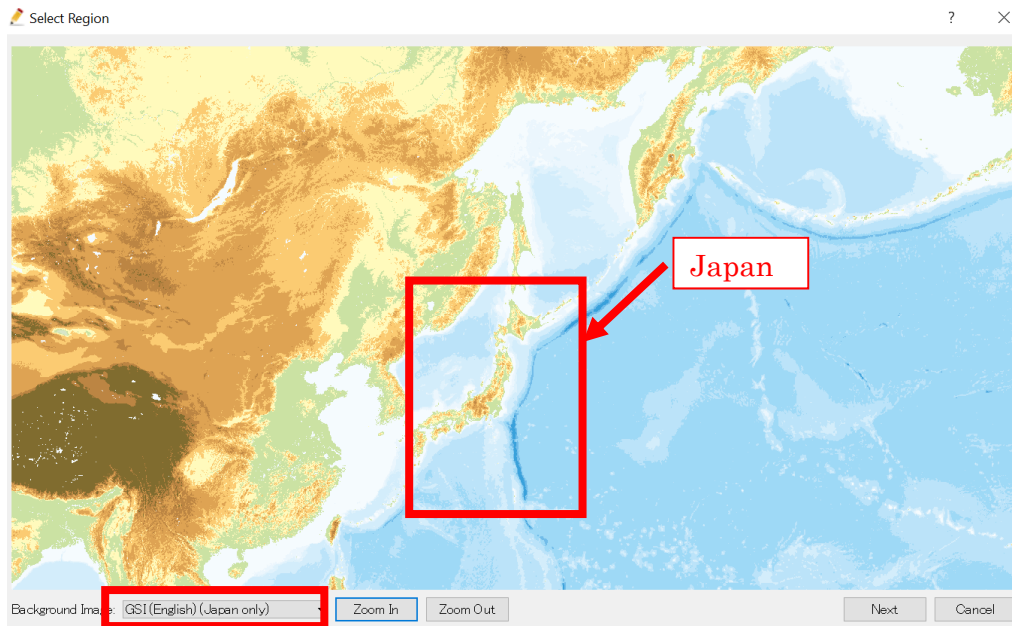 Select Region
?
Japan
Background Image: GSI (English) (Japan only)
Zoom In
Zoom Out
Next
Cancel